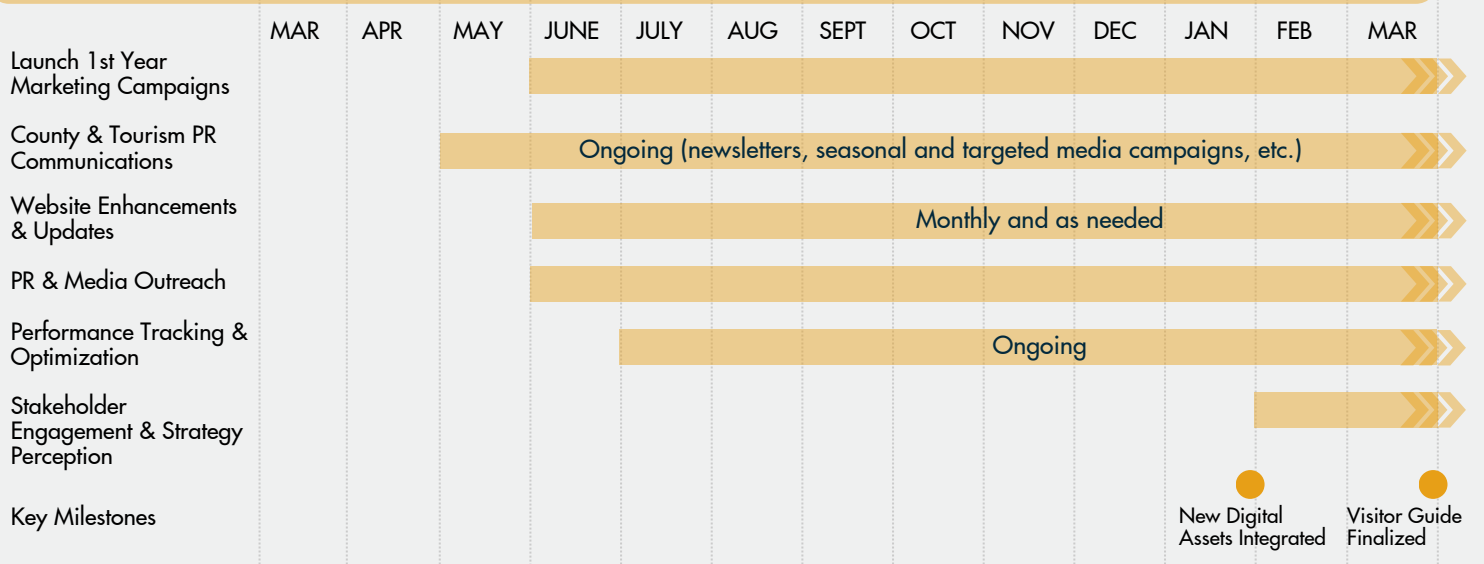 MAR APR MAY JUNE JULY AUG SEPT OCT NOV DEC JAN FEB MAR
Launch 1st Year
Marketing Campaigns
County & Tourism PR
Communications
Ongoing (newsletters, seasonal and targeted media campaigns, etc.)
Website Enhancements
& Updates
Monthly and as needed
PR & Media Outreach
Performance Tracking &
Optimization
Ongoing
Stakeholder
Engagement & Strategy
Perception
Key Milestones
New Digital
Assets Integrated
Visitor Guide
Finalized